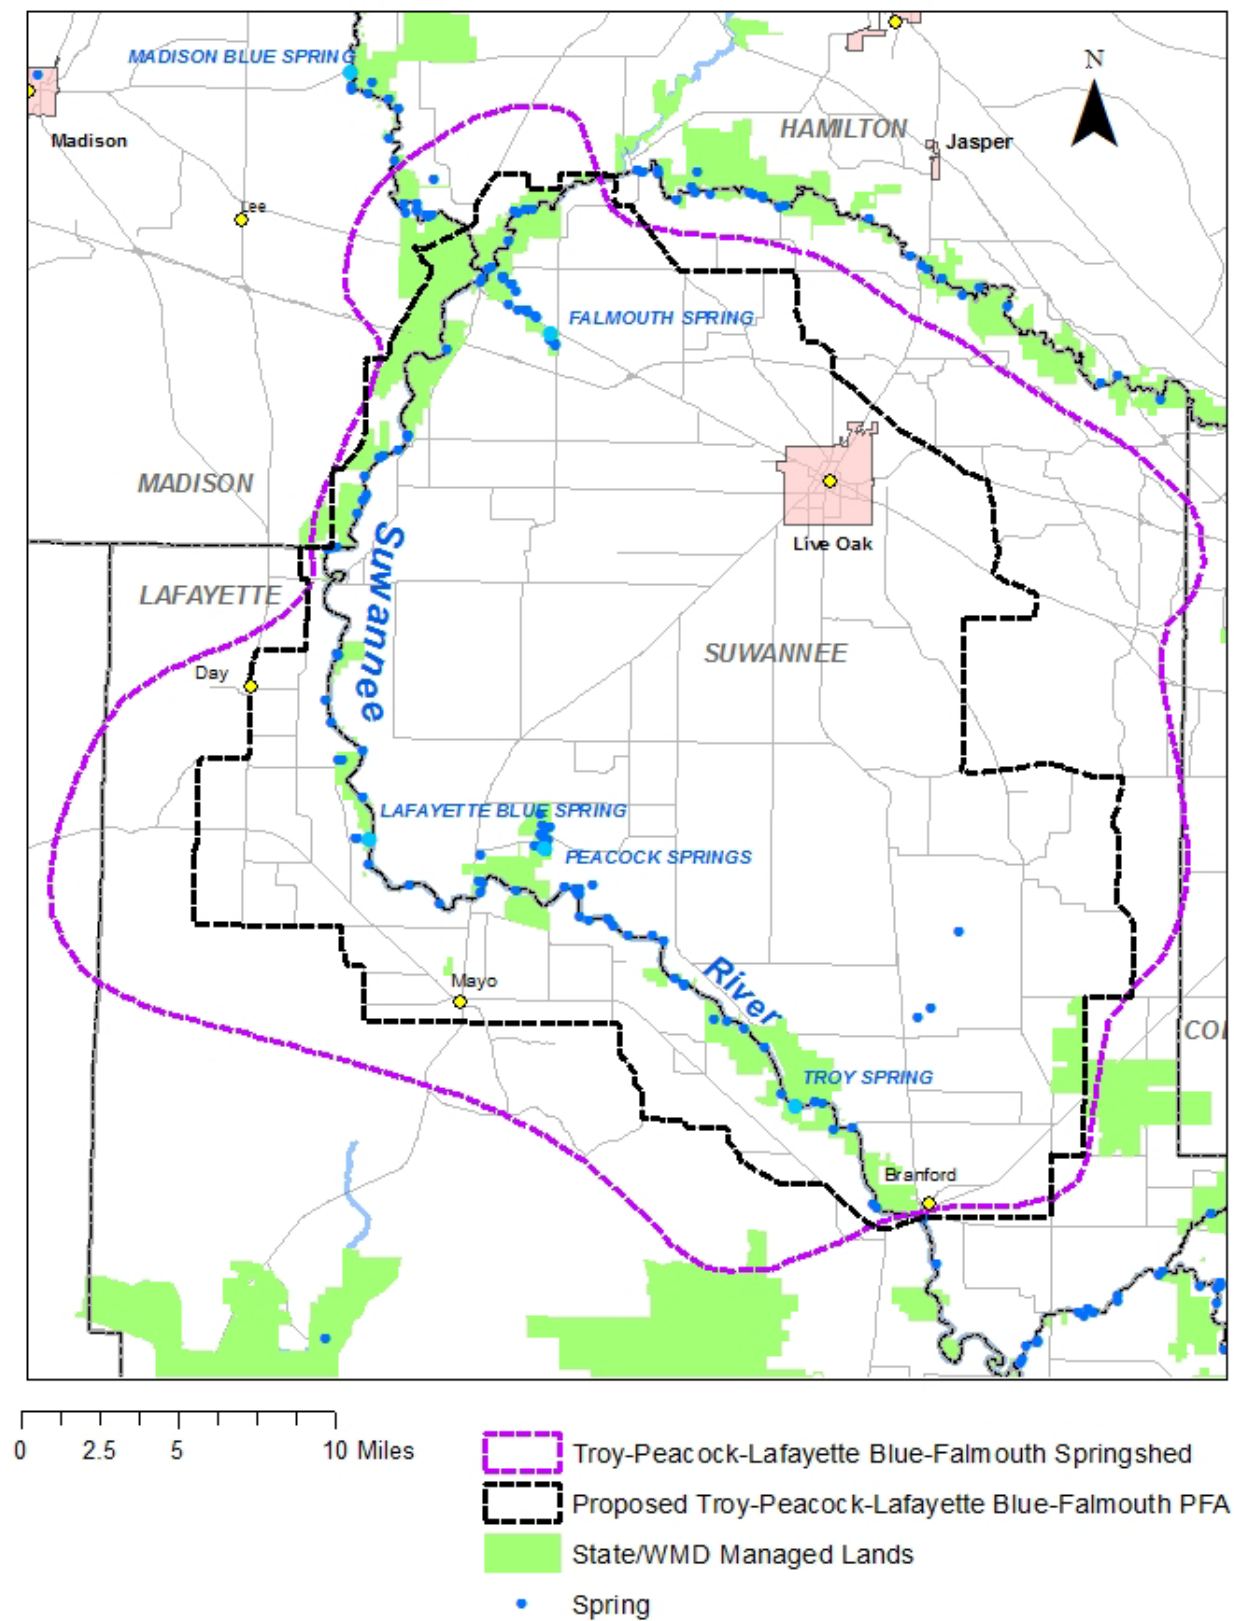 MADISON BLUE SPRING
N
HAMILTON
Jasper
Madison
Lee
FALMOUTH SPRING
MADISON
Live Oak
LAFAYETTE
Suwannee
SUWANNEE
Day
LAFAYETTE BLUE SPRING
PEACOCK SPRINGS
Mayo
River
COL
TROY SPRING
Branford
0 2.5 5 10 Miles
Troy-Peacock-Lafayette Blue-Falmouth Springshed
Proposed Troy-Peacock-Lafayette Blue-Falmouth PFA
State/WMD Managed Lands
Spring